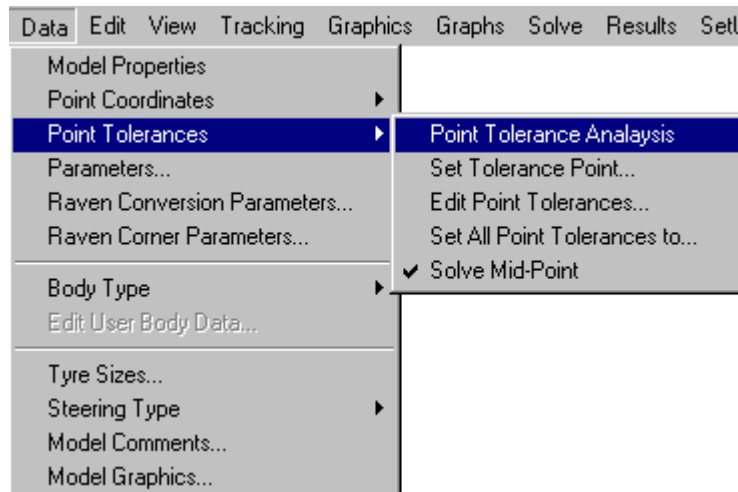 Data Edit View Tracking Graphics Graphs Solve Results
Model Properties
Point Coordinates
Point Tolerances
Parameters...
Raven Conversion Parameters...
Raven Corner Parameters...
Body Type
Edit User Body Data...
Tyre Sizes...
Steering Type
Model Comments...
Model Graphics...
Point Tolerance Analaysis
Set Tolerance Point...
Edit Point Tolerances...
Set All Point Tolerances to...
Solve Mid-Point